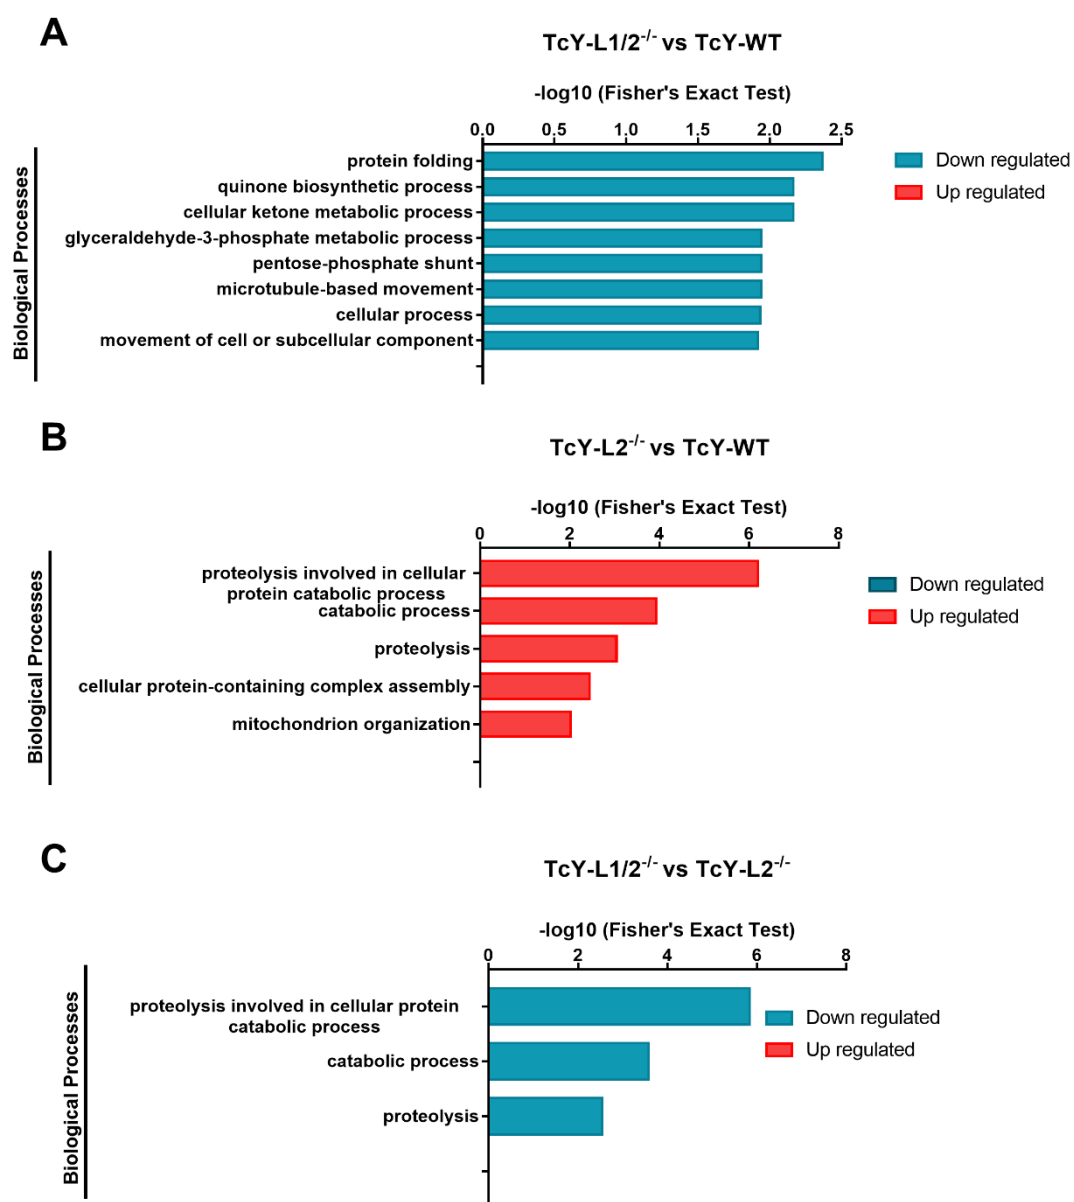 A
TcY-L1/2-/- vs TcY-WT
-log10 (Fisher's Exact Test)
0.0 0.5 1.0 1.5 2.0 2.5
Biological Processes
protein folding
quinone biosynthetic process
cellular ketone metabolic process
glyceraldehyde-3-phosphate metabolic process
pentose-phosphate shunt
microtubule-based movement
cellular process
movement of cell or subcellular component
Down regulated
Up regulated
B
TcY-L2-/- vs TcY-WT
-log10 (Fisher's Exact Test)
0 2 4 6 8
Biological Processes
proteolysis involved in cellular
protein catabolic process
catabolic process
proteolysis
cellular protein-containing complex assembly
mitochondrion organization
Down regulated
Up regulated
C
TcY-L1/2-/- vs TcY-L2-/-
-log10 (Fisher's Exact Test)
0 2 4 6 8
Biological Processes
proteolysis involved in cellular protein
catabolic process
catabolic process
proteolysis
Down regulated
Up regulated